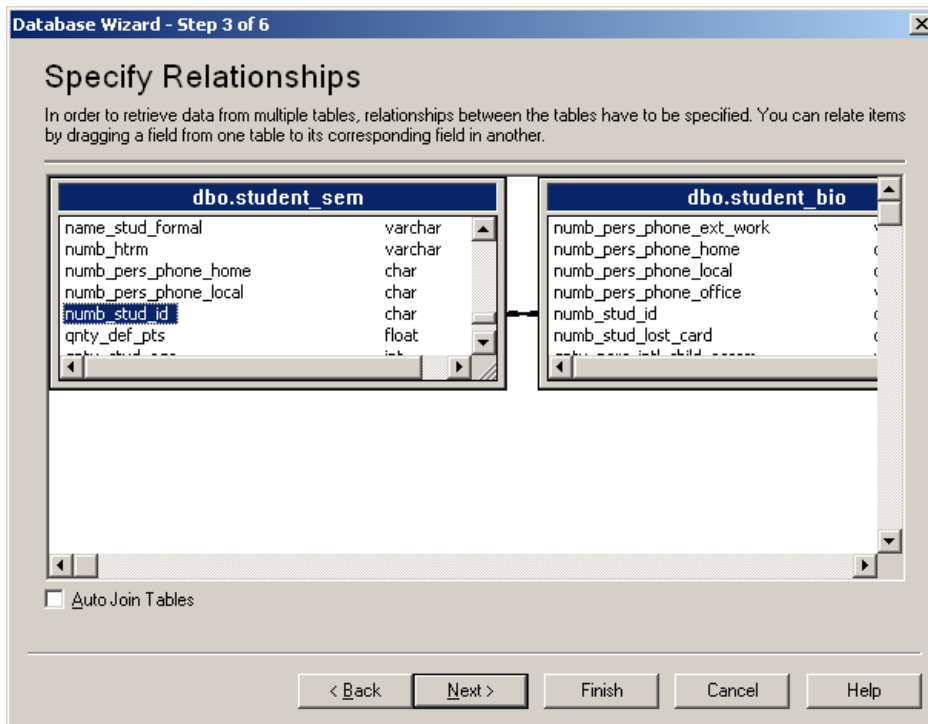 Database Wizard - Step 3 of 6
Specify Relationships
In order to retrieve data from multiple tables, relationships between the tables have to be specified. You can relate items
by dragging a field from one table to its corresponding field in another.
dbo.student_sem
name_stud_formal varchar
numb_htrm varchar
numb_pers_phone_home char
numb_pers_phone_local char
numb_stud_id char
qnty_def_pts float
dbo.student_bio
numb_pers_phone_ext_work
numb_pers_phone_home
numb_pers_phone_local
numb_pers_phone_office
numb_stud_id
numb_stud_lost_card
Auto Join Tables
< Back Next > Finish Cancel Help